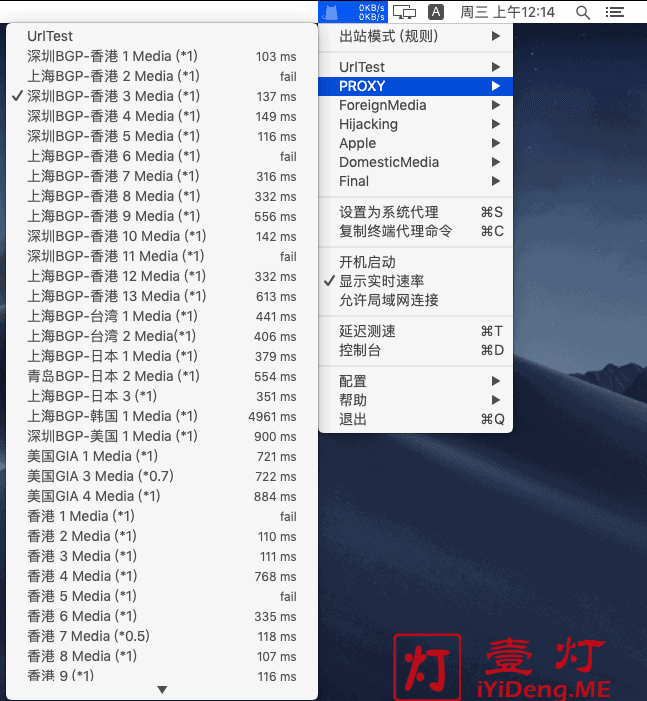 0KB/s
0KB/s
A
周三 上午12:14
UrlTest
深圳BGP-香港 1 Media (*1) 103 ms
上海BGP-香港 2 Media (*1) fail
✓ 深圳BGP-香港 3 Media (*1) 137 ms
深圳BGP-香港 4 Media (*1) 149 ms
深圳BGP-香港 5 Media (*1) 116 ms
上海BGP-香港 6 Media (*1) fail
上海BGP-香港 7 Media (*1) 316 ms
上海BGP-香港 8 Media (*1) 332 ms
上海BGP-香港 9 Media (*1) 556 ms
深圳BGP-香港 10 Media (*1) 142 ms
深圳BGP-香港 11 Media (*1) fail
上海BGP-香港 12 Media (*1) 332 ms
上海BGP-香港 13 Media (*1) 613 ms
上海BGP-台湾 1 Media (*1) 441 ms
上海BGP-台湾 2 Media(*1) 406 ms
上海BGP-日本 1 Media (*1) 379 ms
青岛BGP-日本 2 Media (*1) 554 ms
上海BGP-日本 3 (*1) 351 ms
上海BGP-韩国 1 Media (*1) 4961 ms
深圳BGP-美国 1 Media (*1) 900 ms
美国GIA 1 Media (*1) 721 ms
美国GIA 3 Media (*0.7) 722 ms
美国GIA 4 Media (*1) 884 ms
香港 1 Media (*1) fail
香港 2 Media (*1) 110 ms
香港 3 Media (*1) 111 ms
香港 4 Media (*1) 768 ms
香港 5 Media (*1) fail
香港 6 Media (*1) 335 ms
香港 7 Media (*0.5) 118 ms
香港 8 Media (*1) 107 ms
香港 9 (*1) 116 ms
出站模式 (规则)
UrlTest
PROXY
ForeignMedia
Hijacking
Apple
DomesticMedia
Final
设置为系统代理 ⌘S
复制终端代理命令 ⌘C
开机启动
✓ 显示实时速率
允许局域网连接
延迟测速 ⌘T
控制台 ⌘D
配置
帮助
退出 ⌘Q
灯 壹灯
iYiDeng.ME